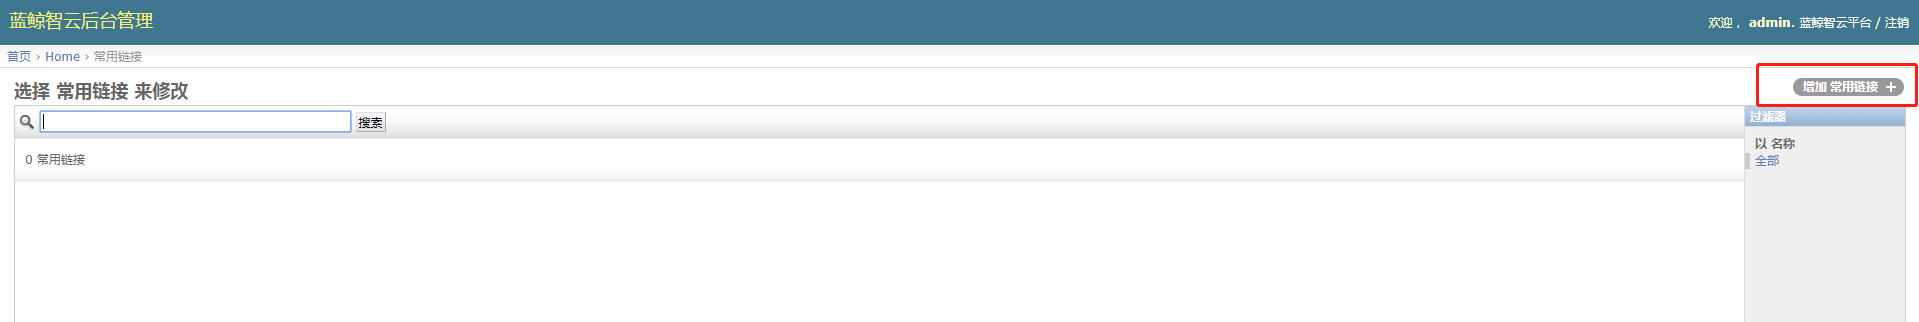 蓝鲸智云后台管理
欢迎， admin. 蓝鲸智云平台 / 注销
首页 › Home › 常用链接
选择 常用链接 来修改
增加 常用链接 +
搜索
过滤器
以 名称
全部
0 常用链接